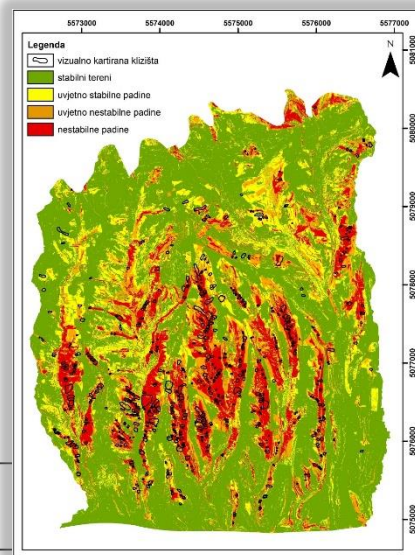 5573000 5574000 5575000 5576000 5577000
N
Legenda
vizualno kartirana klizišta
stabilni tereni
uvjetno stabilne padine
uvjetno nestabilne padine
nestabilne padine
5081000
5080000
5079000
5078000
5077000
5076000
5075000